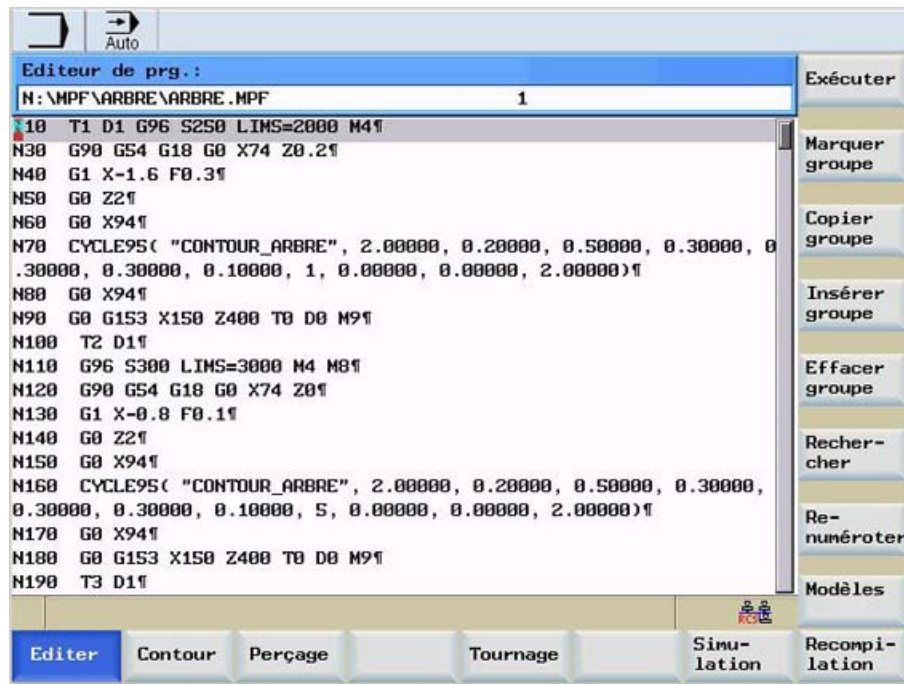 Auto
Editeur de prg.:
N:\MPF\ARBRE\ARBRE.MPF 1
N10 T1 D1 G96 S250 LIMS=2000 M4¶
N30 G90 G54 G18 G0 X74 Z0.2¶
N40 G1 X-1.6 F0.3¶
N50 G0 Z2¶
N60 G0 X94¶
N70 CYCLE95( "CONTOUR_ARBRE", 2.00000, 0.20000, 0.50000, 0.30000, 0
.30000, 0.30000, 0.10000, 1, 0.00000, 0.00000, 2.00000)¶
N80 G0 X94¶
N90 G0 G153 X150 Z400 T0 D0 M9¶
N100 T2 D1¶
N110 G96 S300 LIMS=3000 M4 M8¶
N120 G90 G54 G18 G0 X74 Z0¶
N130 G1 X-0.8 F0.1¶
N140 G0 Z2¶
N150 G0 X94¶
N160 CYCLE95( "CONTOUR_ARBRE", 2.00000, 0.20000, 0.50000, 0.30000,
0.30000, 0.30000, 0.10000, 5, 0.00000, 0.00000, 2.00000)¶
N170 G0 X94¶
N180 G0 G153 X150 Z400 T0 D0 M9¶
N190 T3 D1¶
Exécuter
Marquer
groupe
Copier
groupe
Insérer
groupe
Effacer
groupe
Recher-
cher
Re-
numéroter
Modèles
RCS
Editer
Contour
Perçage
Tournage
Simu-
lation
Recompi-
lation